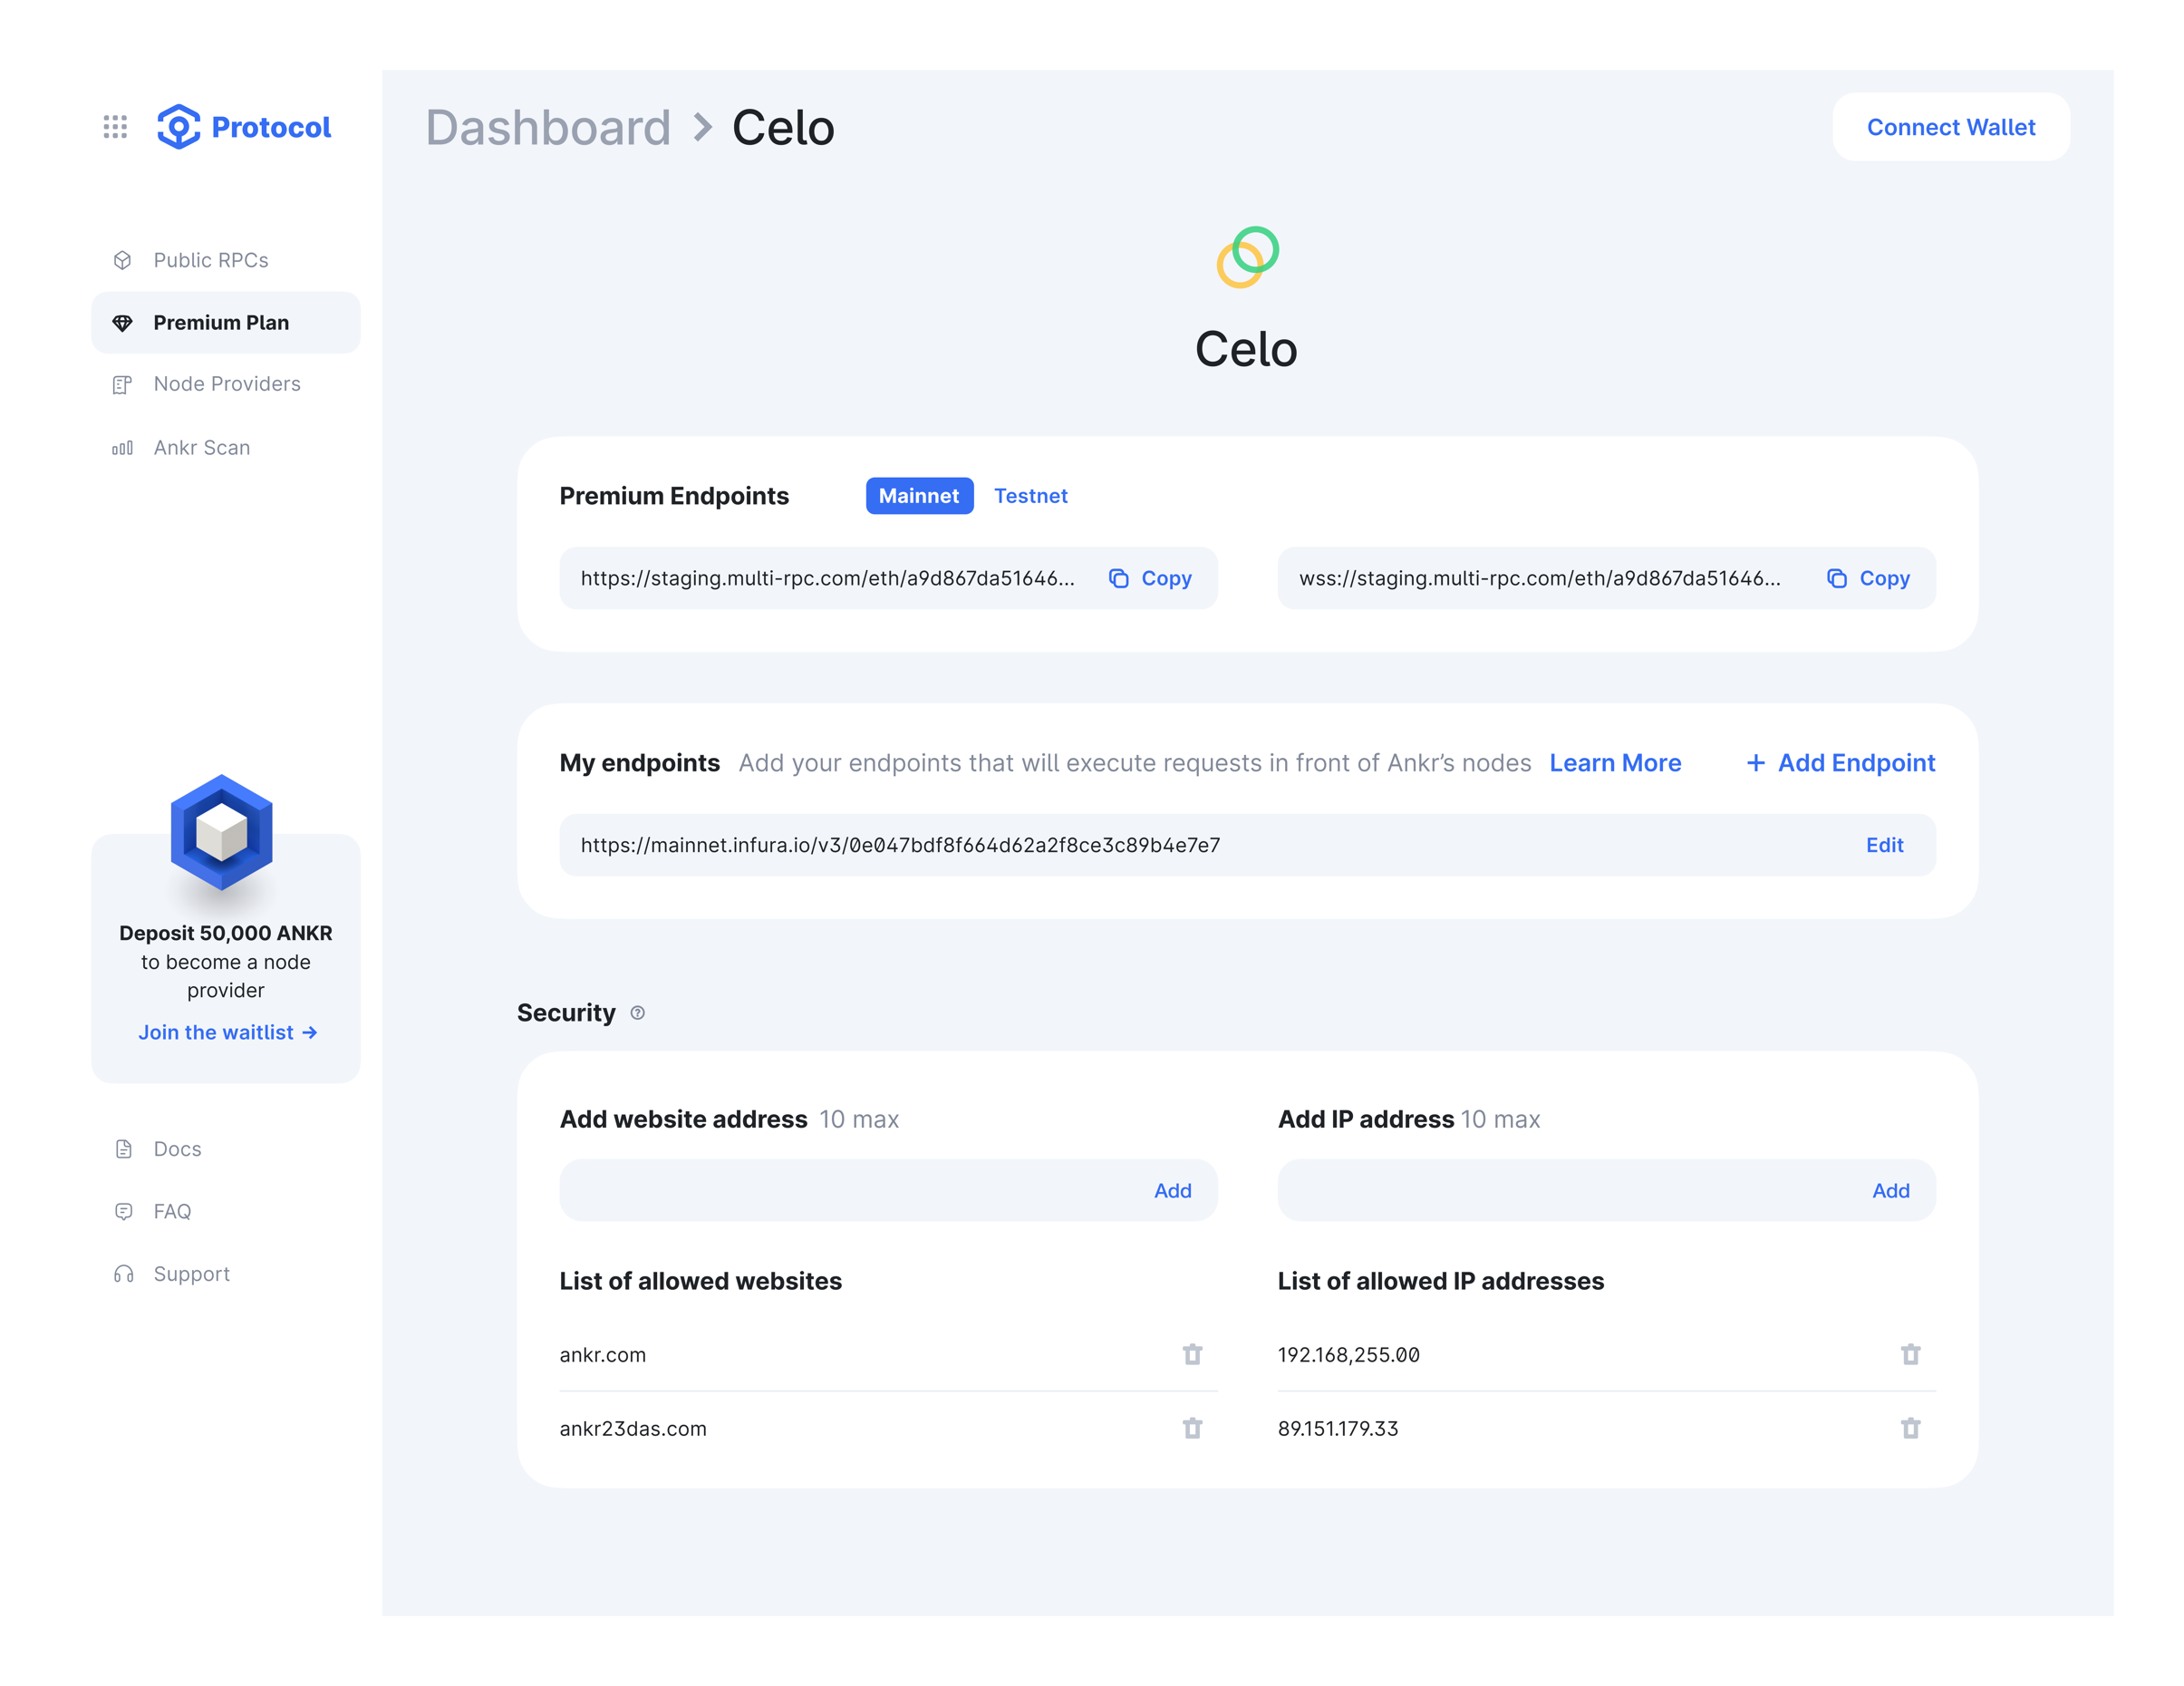 Protocol
Public RPCs
Premium Plan
Node Providers
Ankr Scan
Deposit 50,000 ANKR
to become a node
provider
Join the waitlist →
Docs
FAQ
Support
Dashboard > Celo
Connect Wallet
Celo
Premium Endpoints Mainnet Testnet
https://staging.multi-rpc.com/eth/a9d867da51646... Copy
wss://staging.multi-rpc.com/eth/a9d867da51646... Copy
My endpoints Add your endpoints that will execute requests in front of Ankr’s nodes Learn More + Add Endpoint
https://mainnet.infura.io/v3/0e047bdf8f664d62a2f8ce3c89b4e7e7 Edit
Security ?
Add website address 10 max
Add
List of allowed websites
ankr.com
ankr23das.com
Add IP address 10 max
Add
List of allowed IP addresses
192.168,255.00
89.151.179.33